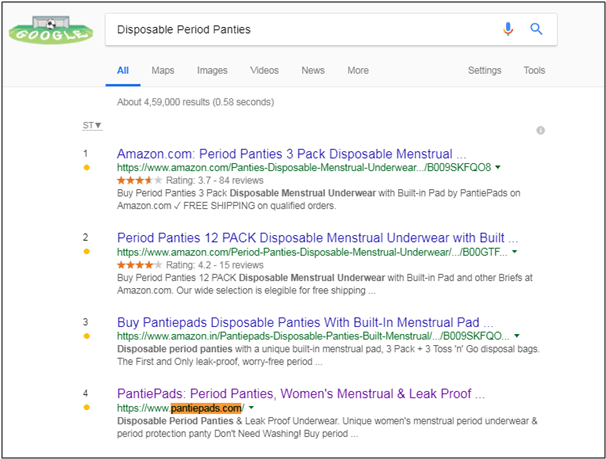 GOOGLE
Disposable Period Panties
All Maps Images Videos News More Settings Tools
About 4,59,000 results (0.58 seconds)
ST▼
1
Amazon.com: Period Panties 3 Pack Disposable Menstrual ...
https://www.amazon.com/Panties-Disposable-Menstrual-Underwear.../B009SKFQO8
Rating: 3.7 - 84 reviews
Buy Period Panties 3 Pack Disposable Menstrual Underwear with Built-in Pad by PantiePads on
Amazon.com ✓ FREE SHIPPING on qualified orders.
2
Period Panties 12 PACK Disposable Menstrual Underwear with Built ...
https://www.amazon.com/Period-Panties-Disposable-Menstrual-Underwear/.../B00GTF...
Rating: 4.2 - 15 reviews
Buy Period Panties 12 PACK Disposable Menstrual Underwear with Built-in Pad and other Briefs at
Amazon.com. Our wide selection is elegible for free shipping ...
3
Buy Pantiepads Disposable Panties With Built-In Menstrual Pad ...
https://www.amazon.in/Pantiepads-Disposable-Panties-Built-Menstrual/.../B009SKFQO...
Disposable period panties with a unique built-in menstrual pad, 3 Pack + 3 Toss 'n' Go disposal bags.
The First and Only leak-proof, worry-free period ...
4
PantiePads: Period Panties, Women's Menstrual & Leak Proof ...
https://www.pantiepads.com/
Disposable Period Panties & Leak Proof Underwear. Unique women's menstrual period underwear &
period protection panty Don't Need Washing! Buy period ...